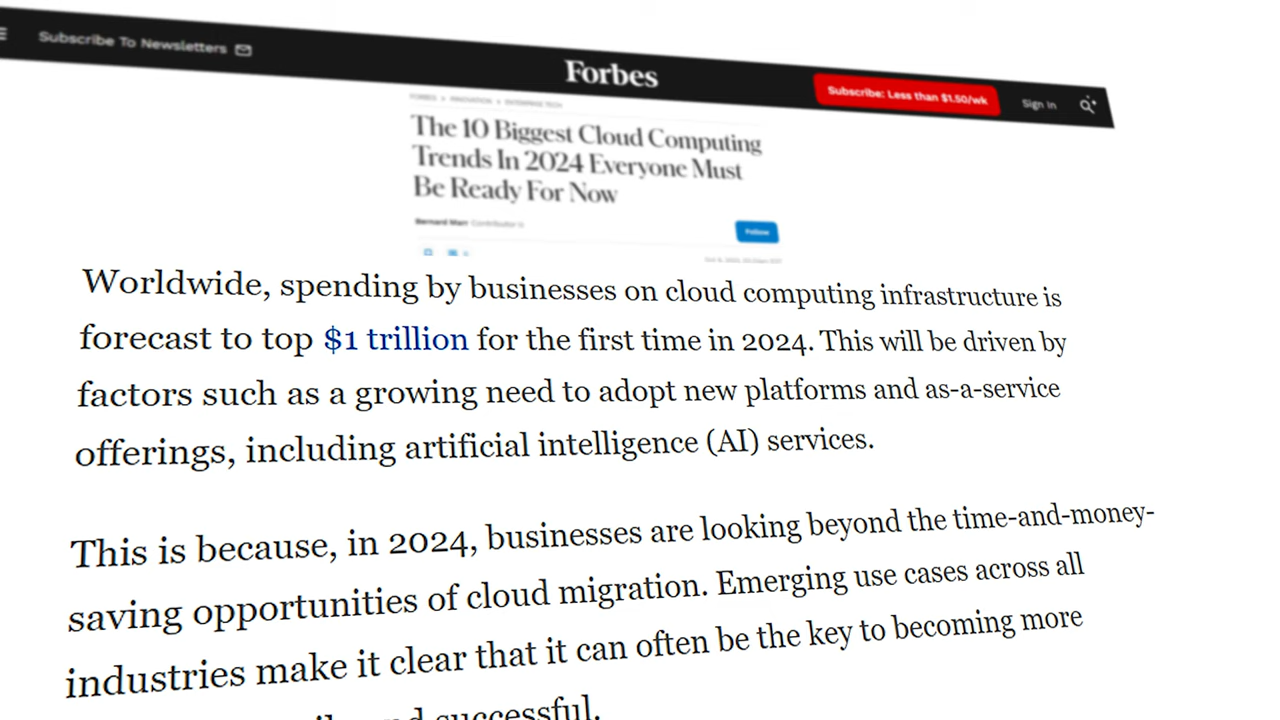 Subscribe To Newsletters
Forbes
Subscribe: Less than $1.50/wk
Sign In
FORBES > INNOVATION > ENTERPRISE TECH
The 10 Biggest Cloud Computing
Trends In 2024 Everyone Must
Be Ready For Now
Bernard Marr Contributor
Follow
Worldwide, spending by businesses on cloud computing infrastructure is
forecast to top $1 trillion for the first time in 2024. This will be driven by
factors such as a growing need to adopt new platforms and as-a-service
offerings, including artificial intelligence (AI) services.
This is because, in 2024, businesses are looking beyond the time-and-money-
saving opportunities of cloud migration. Emerging use cases across all
industries make it clear that it can often be the key to becoming more
and successful.